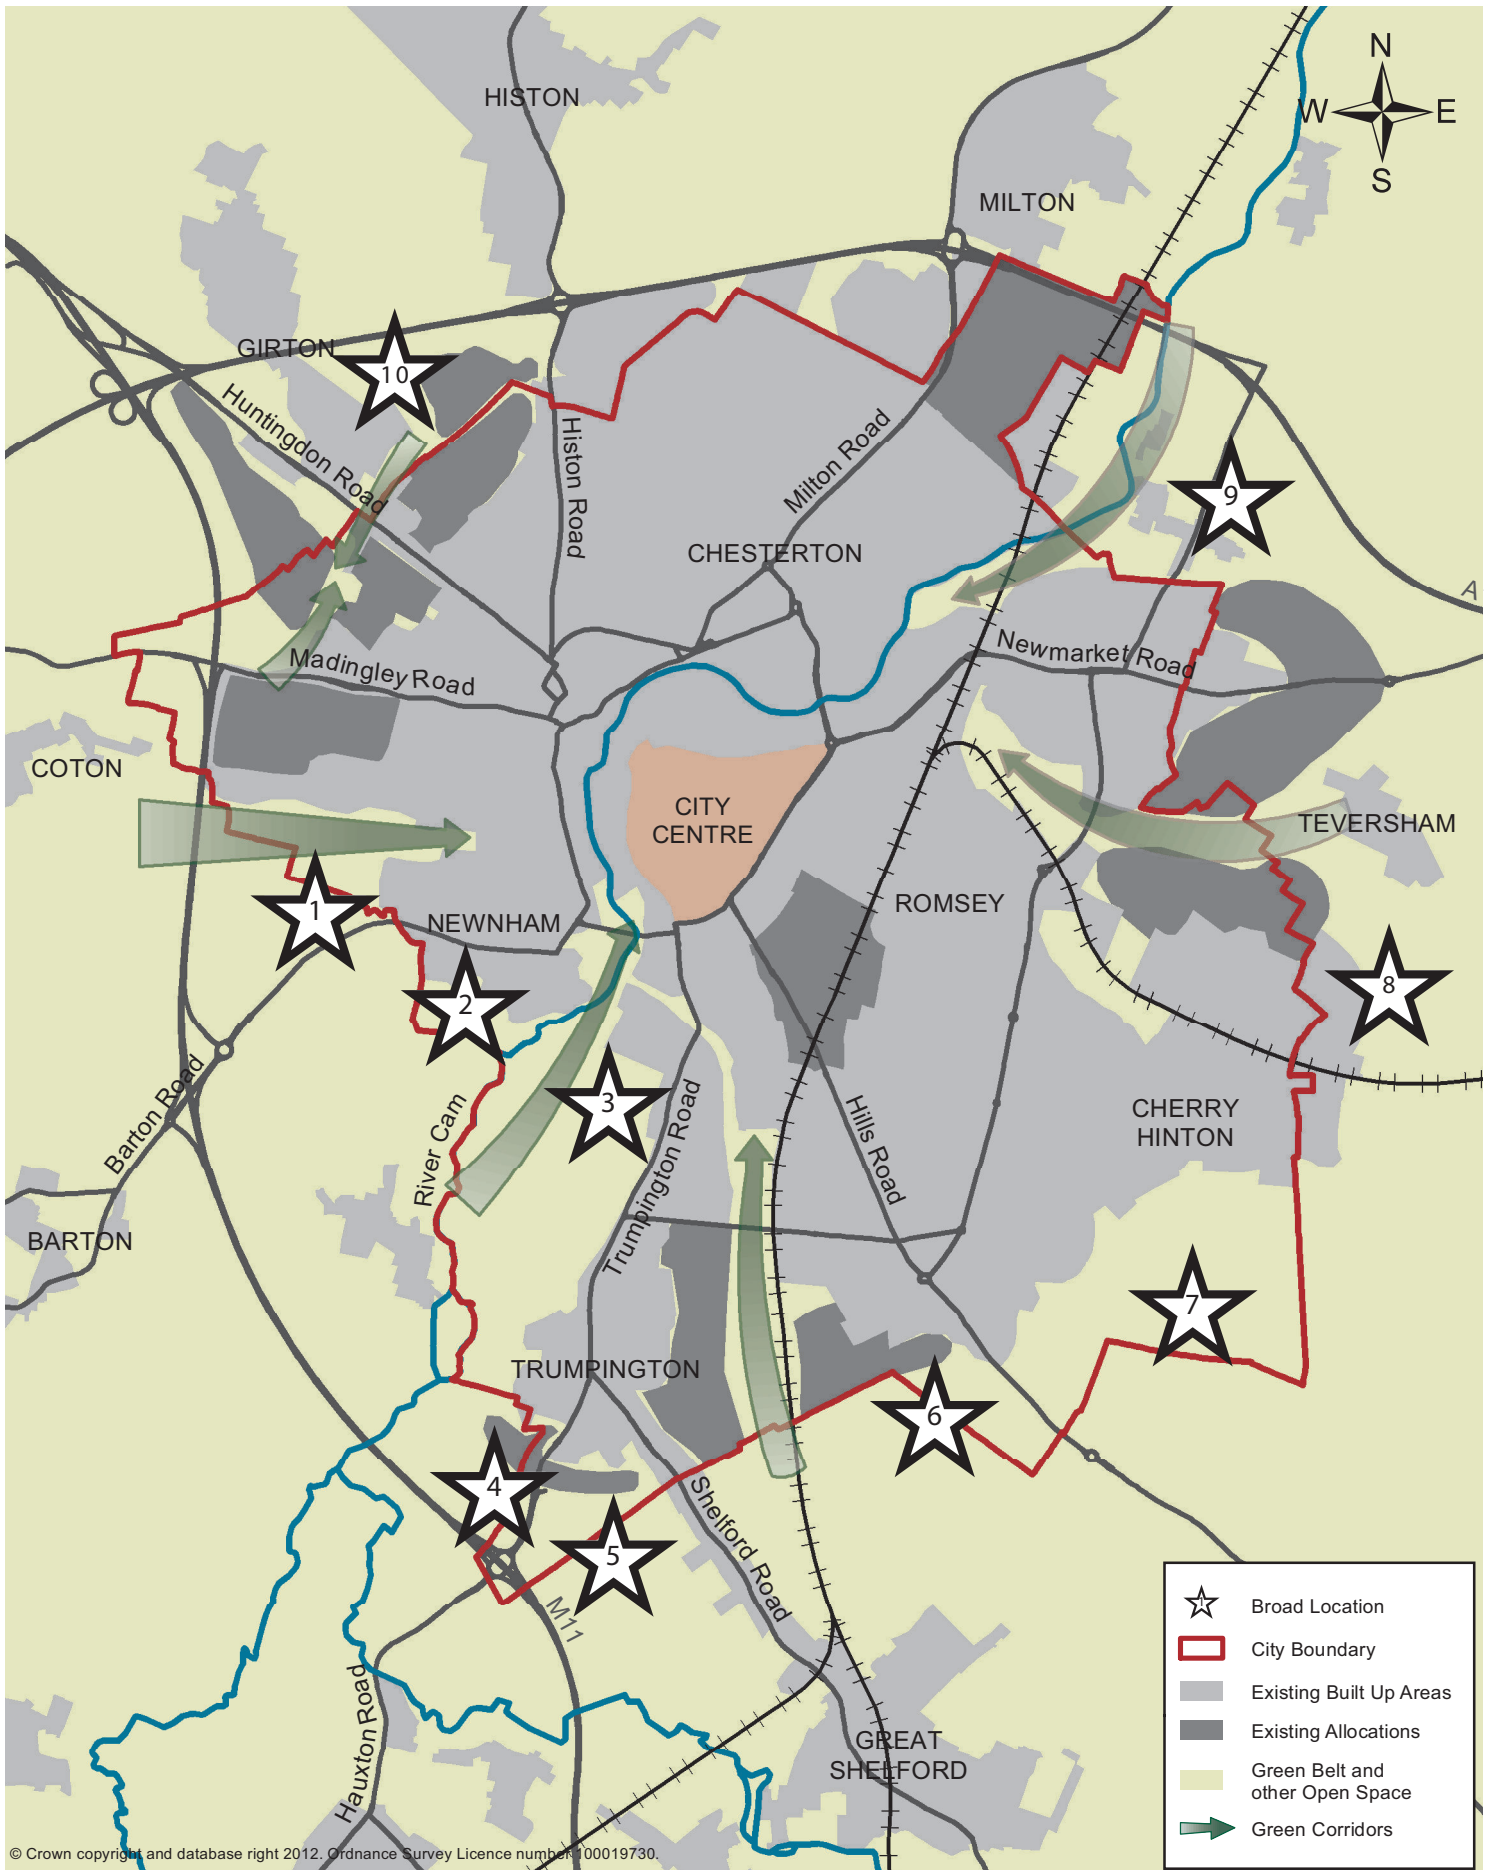 HISTON
N
W
E
S
MILTON
GIRTON
10
Huntingdon Road
Histon Road
Milton Road
9
CHESTERTON
A
Newmarket Road
Madingley Road
COTON
CITY
CENTRE
TEVERSHAM
1
NEWNHAM
ROMSEY
2
8
3
Barton Road
River Cam
Trumpington Road
Hills Road
CHERRY
HINTON
BARTON
7
TRUMPINGTON
6
4
Shelford Road
5
M11
Hauxton Road
GREAT
SHELFORD
1
Broad Location
City Boundary
Existing Built Up Areas
Existing Allocations
Green Belt and
other Open Space
Green Corridors
© Crown copyright and database right 2012. Ordnance Survey Licence number 100019730.